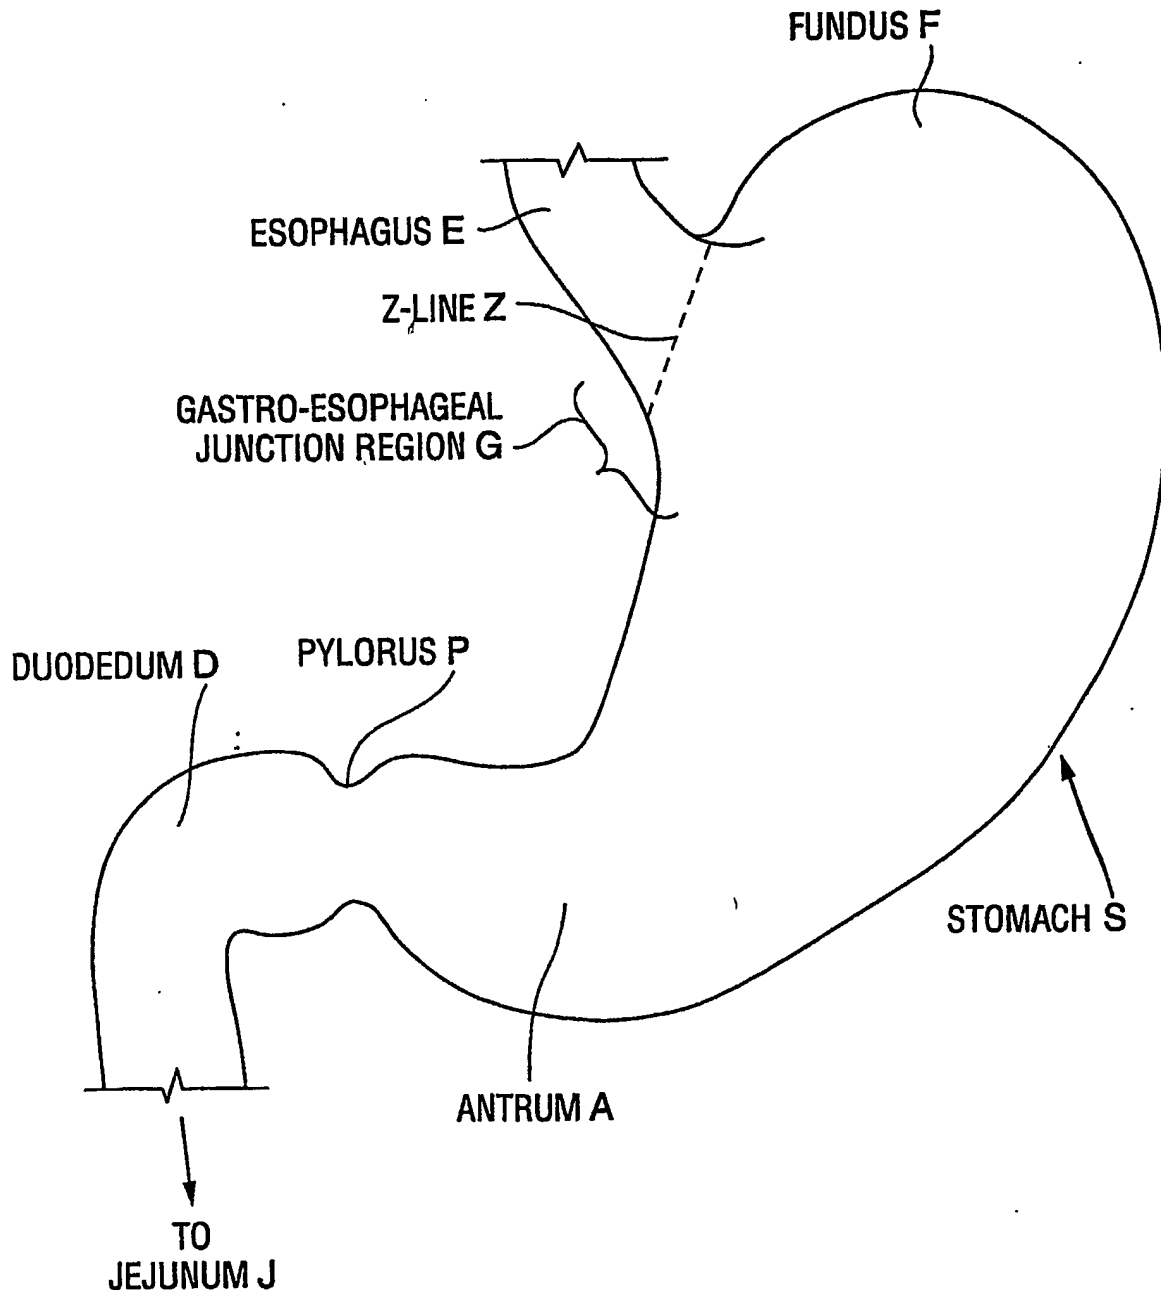 FUNDUS F
ESOPHAGUS E
Z-LINE Z
GASTRO-ESOPHAGEAL
JUNCTION REGION G
DUODEDUM D
PYLORUS P
STOMACH S
ANTRUM A
TO
JEJUNUM J